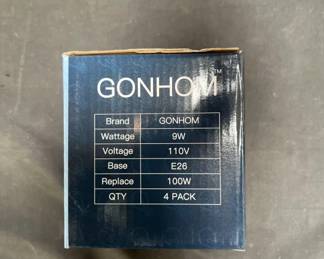 GONHOM™
Brand GONHOM
Wattage 9W
Voltage 110V
Base E26
Replace 100W
QTY 4 PACK